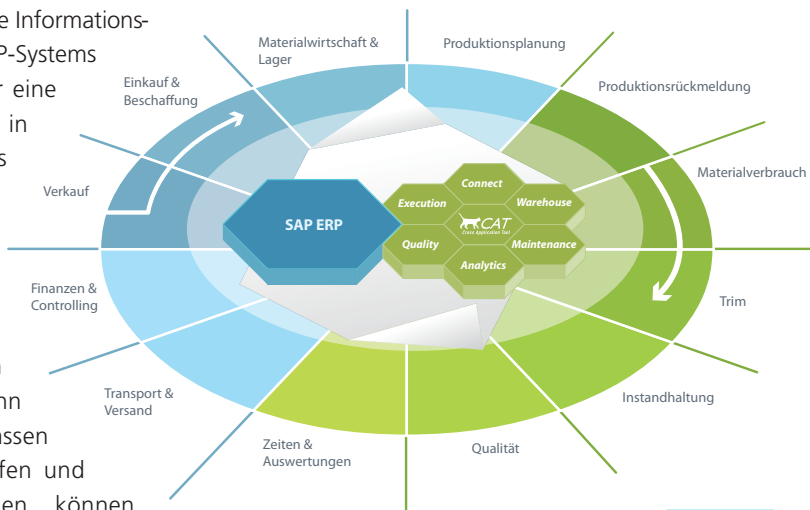 e Informations-
P-Systems
eine
in
s
nn
assen
fen und
en können
Materialwirtschaft &
Lager
Produktionsplanung
Einkauf &
Beschaffung
Produktionsrückmeldung
Verkauf
Materialverbrauch
SAP ERP
Connect
Execution
Warehouse
CAT
Cross Application Tool
Quality
Maintenance
Analytics
Finanzen &
Controlling
Trim
Transport &
Versand
Instandhaltung
Zeiten &
Auswertungen
Qualität